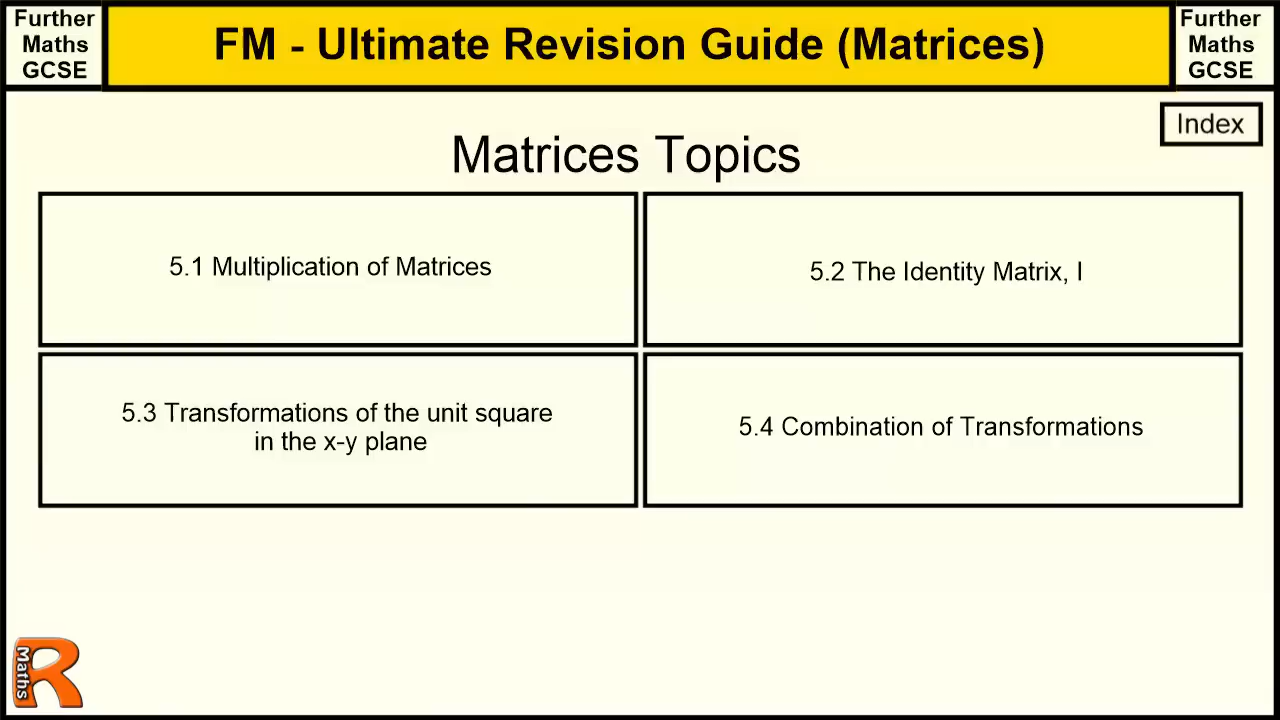 Further
Maths
GCSE
FM - Ultimate Revision Guide (Matrices)
Further
Maths
GCSE
Index
Matrices Topics
5.1 Multiplication of Matrices
5.2 The Identity Matrix, I
5.3 Transformations of the unit square
in the x-y plane
5.4 Combination of Transformations
R
Maths